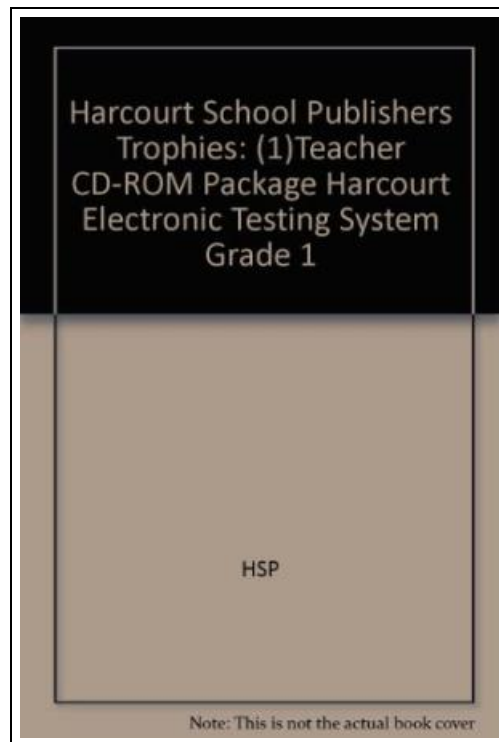 Harcourt School Publishers
Trophies: (1)Teacher
CD-ROM Package Harcourt
Electronic Testing System
Grade 1
HSP
Note: This is not the actual book cover